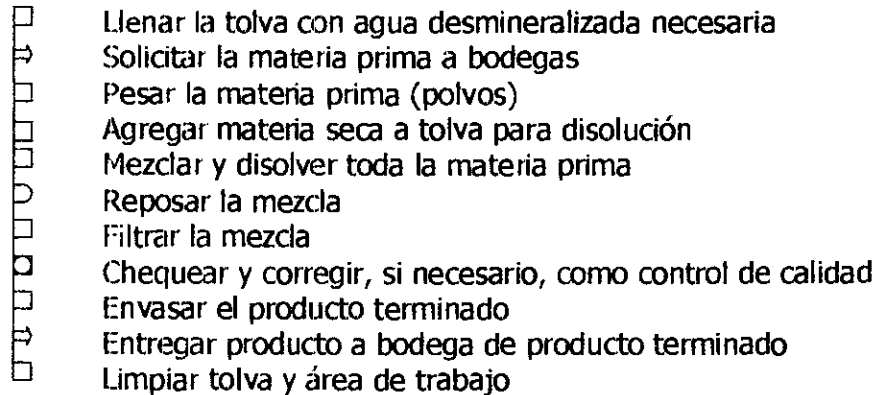 Llenar la tolva con agua desmineralizada necesaria
Solicitar la materia prima a bodegas
Pesar la materia prima (polvos)
Agregar materia seca a tolva para disolución
Mezclar y disolver toda la materia prima
Reposar la mezcla
Filtrar la mezcla
Chequear y corregir, si necesario, como control de calidad
Envasar el producto terminado
Entregar producto a bodega de producto terminado
Limpiar tolva y área de trabajo